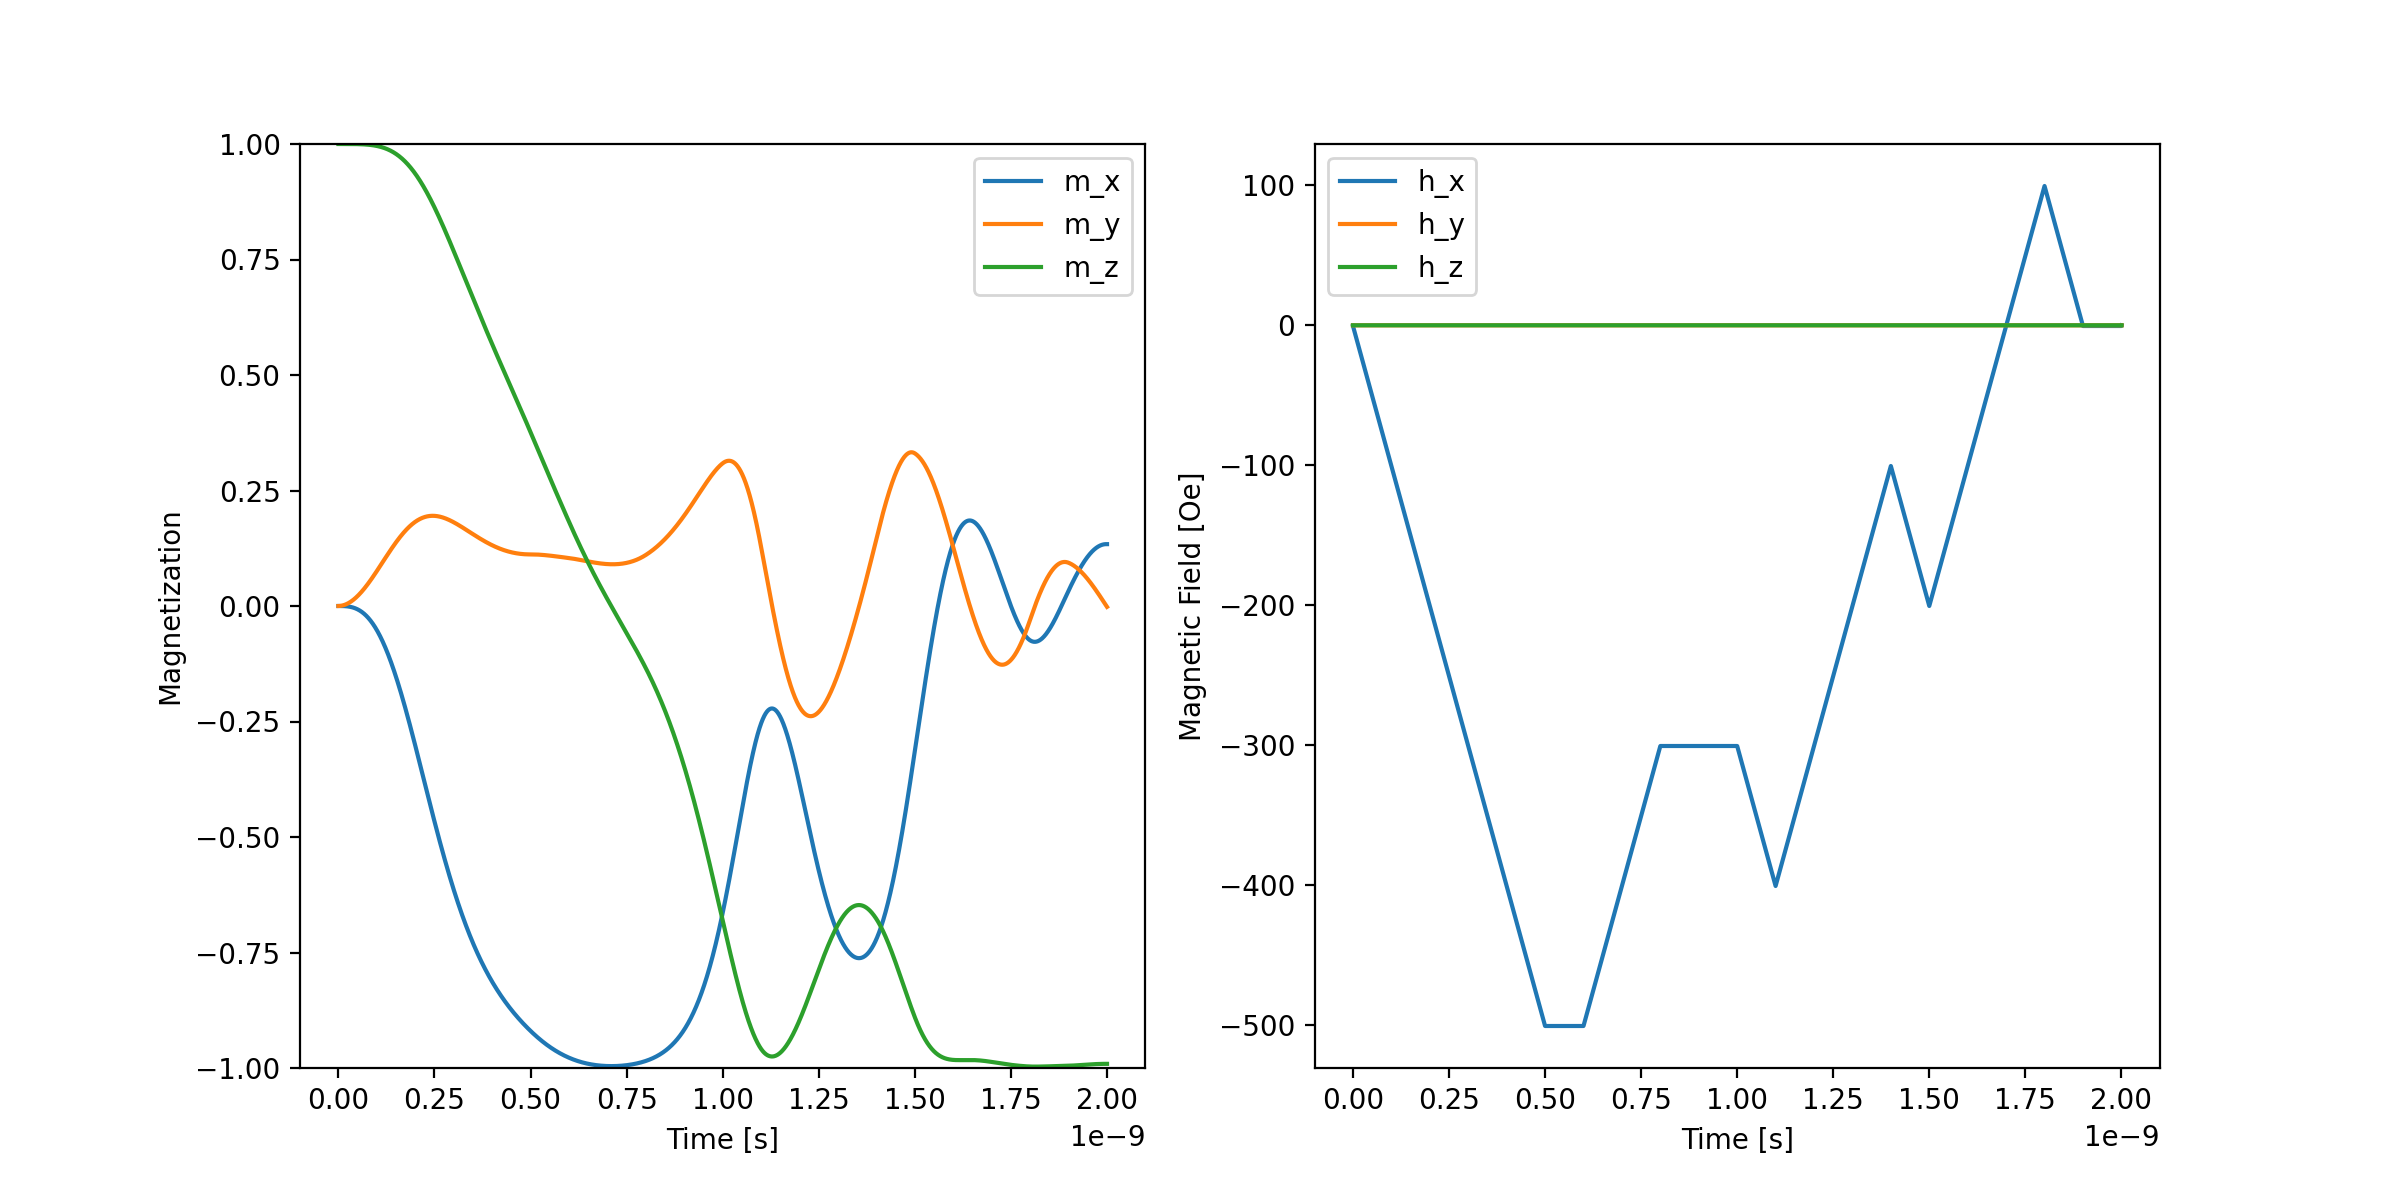 1.00
0.75
0.50
0.25
0.00
−0.25
−0.50
−0.75
−1.00
Magnetization
0.00 0.25 0.50 0.75 1.00 1.25 1.50 1.75 2.00
Time [s]
1e−9
m_x
m_y
m_z
100
0
−100
−200
−300
−400
−500
Magnetic Field [Oe]
0.00 0.25 0.50 0.75 1.00 1.25 1.50 1.75 2.00
Time [s]
1e−9
h_x
h_y
h_z